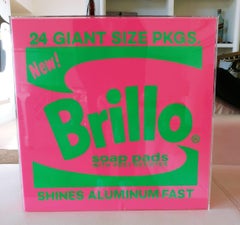 24 GIANT SIZE PKGS
New!
Brillo®
soap pads
SHINES ALUMINUM FAST